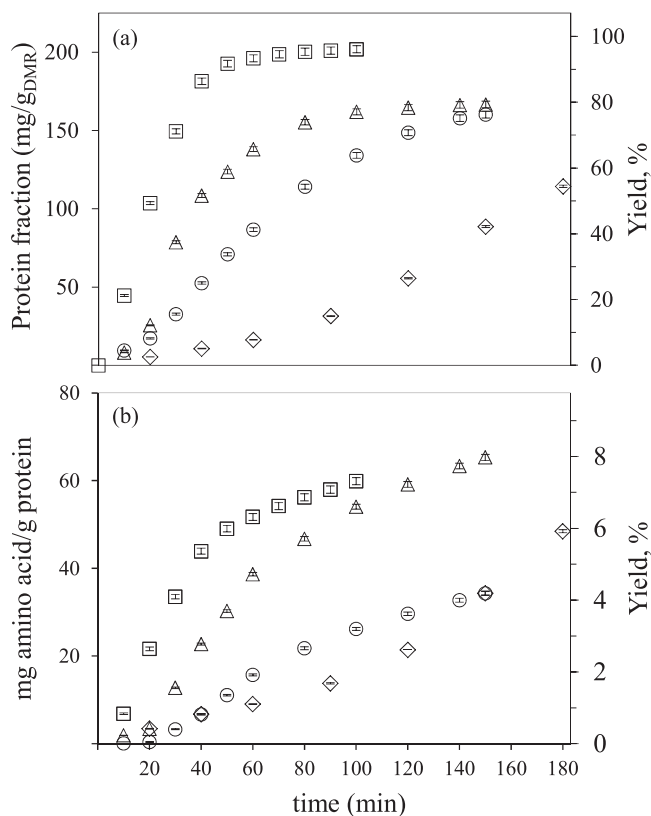 (a)
Protein fraction (mg/gDMR)
200
150
100
50
100
80
60
40
20
0
Yield, %
(b)
mg amino acid/g protein
80
60
40
20
8
6
4
2
0
Yield, %
20 40 60 80 100 120 140 160 180
time (min)